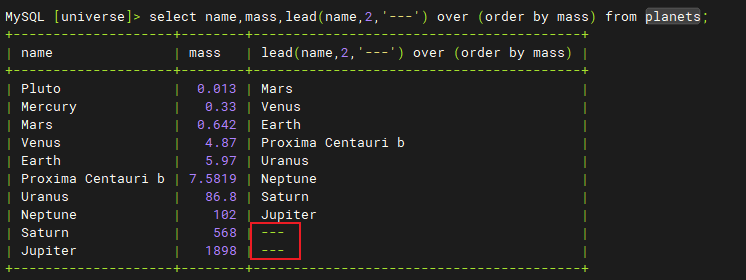 MySQL [universe]> select name,mass,lead(name,2,'---') over (order by mass) from planets;
+--------------------+--------+---------------------------------------+
| name | mass | lead(name,2,'---') over (order by mass) |
+--------------------+--------+---------------------------------------+
| Pluto | 0.013 | Mars |
| Mercury | 0.33 | Venus |
| Mars | 0.642 | Earth |
| Venus | 4.87 | Proxima Centauri b |
| Earth | 5.97 | Uranus |
| Proxima Centauri b | 7.5819 | Neptune |
| Uranus | 86.8 | Saturn |
| Neptune | 102 | Jupiter |
| Saturn | 568 | --- |
| Jupiter | 1898 | --- |
+--------------------+--------+---------------------------------------+